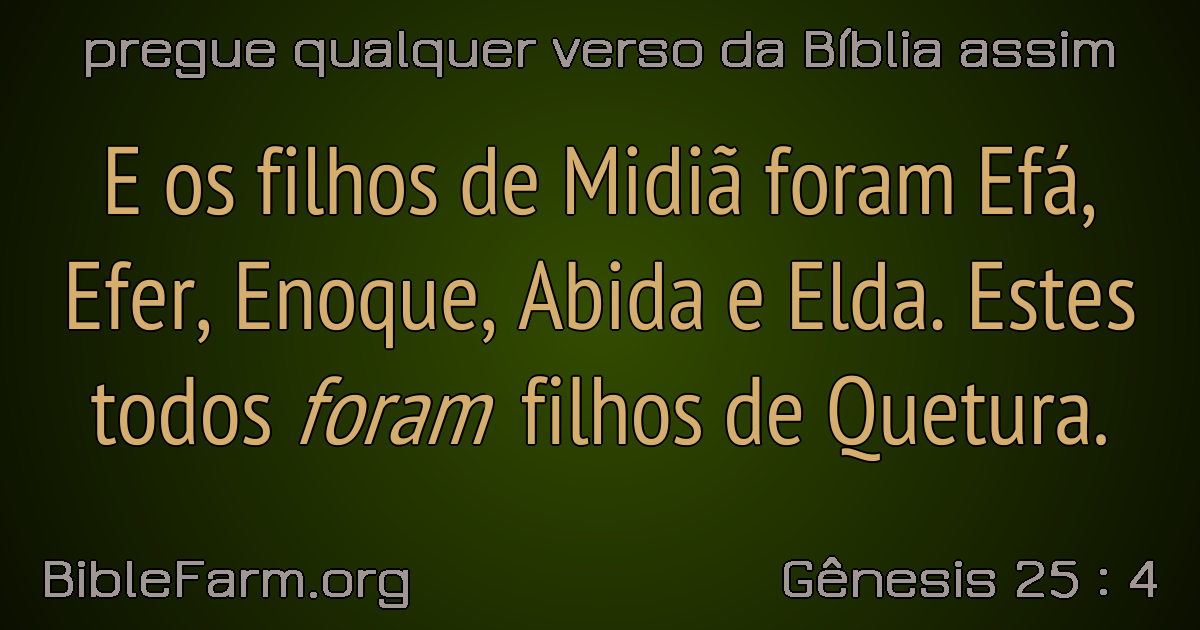 pregue qualquer verso da Bíblia assim
E os filhos de Midiã foram Efá,
Efer, Enoque, Abida e Elda. Estes
todos foram filhos de Quetura.
BibleFarm.org
Gênesis 25 : 4